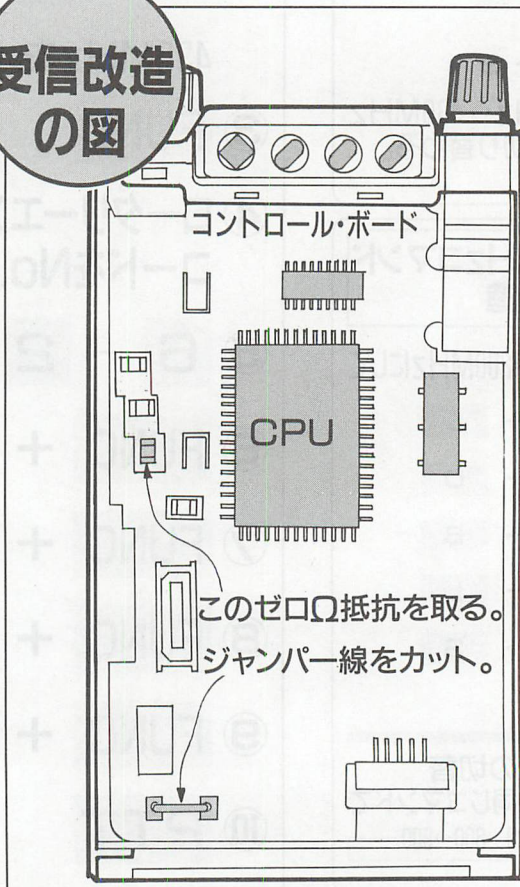 受信改造
の図
コントロール・ボード
CPU
このゼロΩ抵抗を取る。
ジャンパー線をカット。